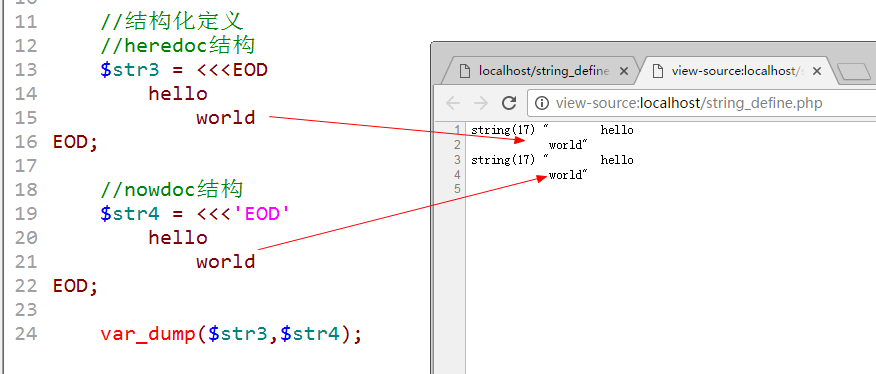 11 //结构化定义
12 //heredoc结构
13 $str3 = <<<EOD
14 hello
15 world
16 EOD;
17
18 //nowdoc结构
19 $str4 = <<<'EOD'
20 hello
21 world
22 EOD;
23
24 var_dump($str3,$str4);
localhost/string_define
view-source:localhost/
view-source:localhost/string_define.php
1 string(17) " hello
2 world"
3 string(17) " hello
4 world"
5